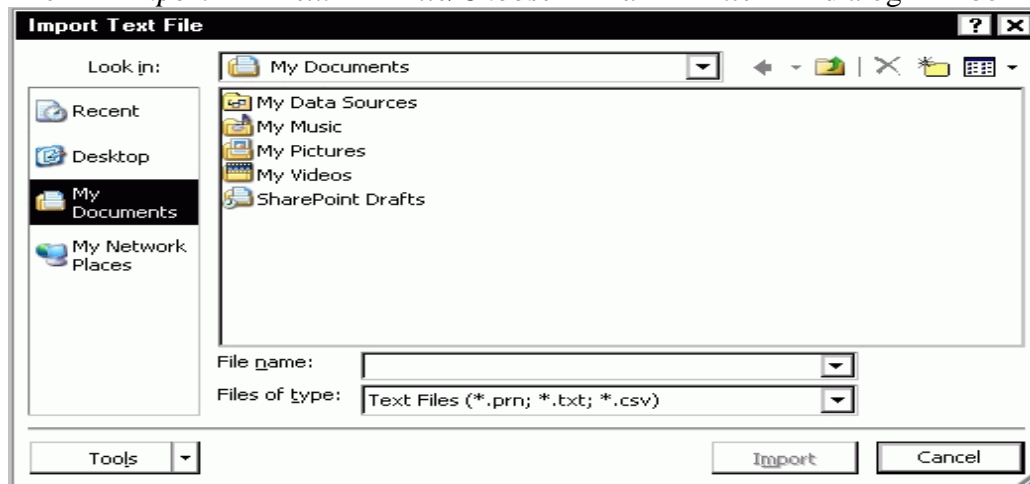 Import Text File
Look in:
My Documents
Recent
Desktop
My
Documents
My Network
Places
My Data Sources
My Music
My Pictures
My Videos
SharePoint Drafts
File name:
Files of type:
Text Files (*.prn; *.txt; *.csv)
Tools
Import
Cancel